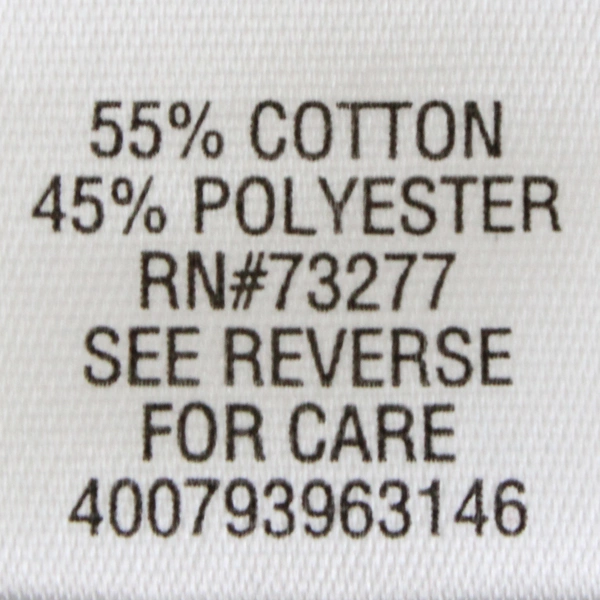 55% COTTON
45% POLYESTER
RN#73277
SEE REVERSE
FOR CARE
400793963146